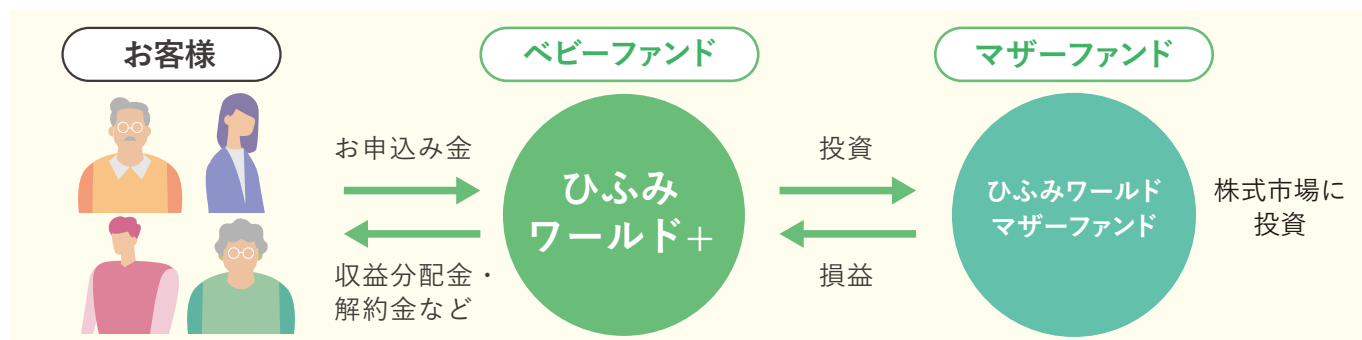 お客様
ベビーファンド
マザーファンド
お申込み金
収益分配金・
解約金など
ひふみ
ワールド+
投資
損益
ひふみワールド
マザーファンド
株式市場に
投資